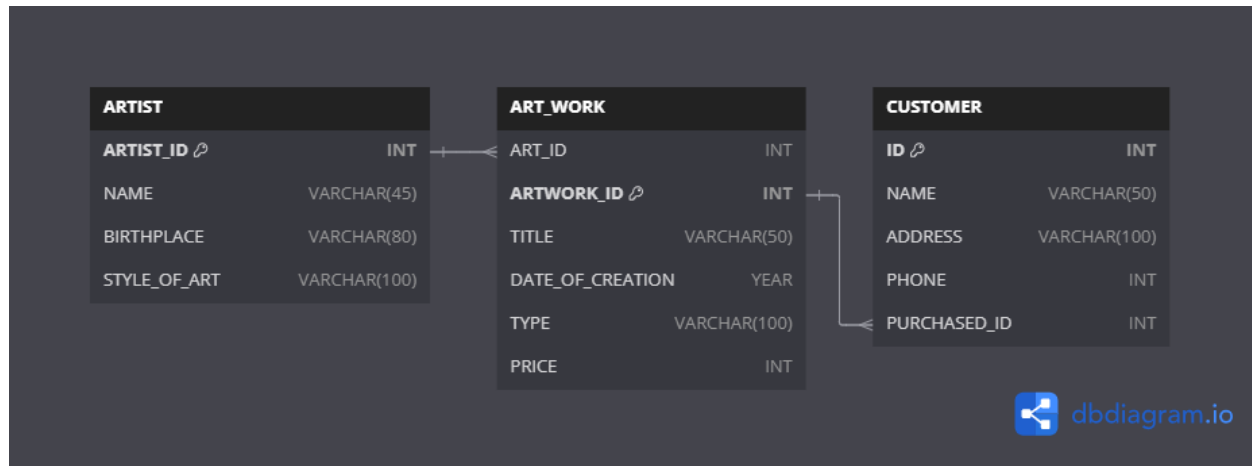 ARTIST
ARTIST_ID INT
NAME VARCHAR(45)
BIRTHPLACE VARCHAR(80)
STYLE_OF_ART VARCHAR(100)
ART_WORK
ART_ID INT
ARTWORK_ID INT
TITLE VARCHAR(50)
DATE_OF_CREATION YEAR
TYPE VARCHAR(100)
PRICE INT
CUSTOMER
ID INT
NAME VARCHAR(50)
ADDRESS VARCHAR(100)
PHONE INT
PURCHASED_ID INT
dbdiagram.io